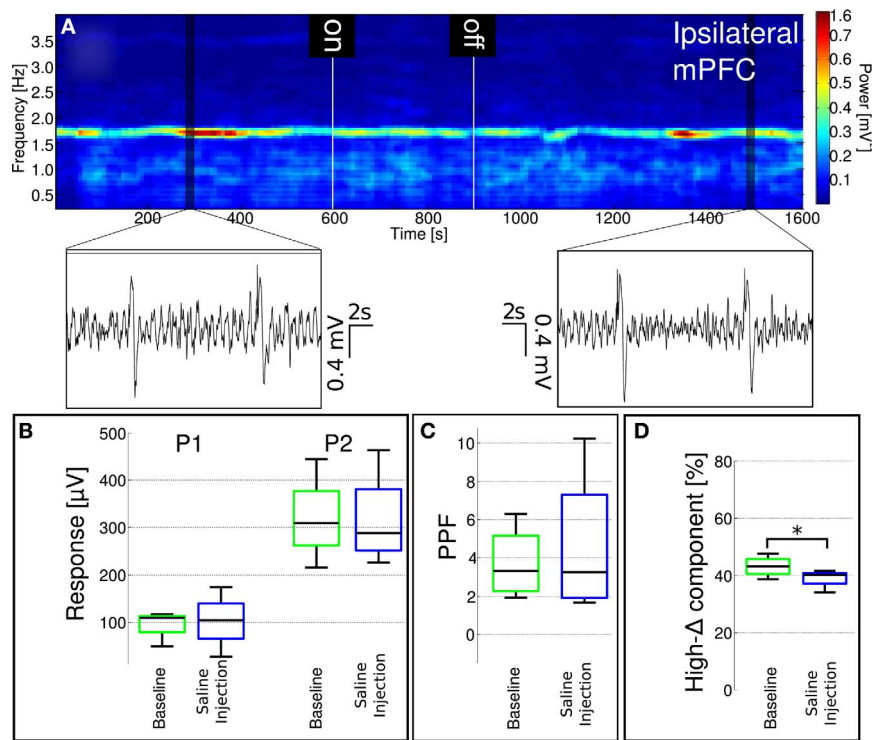 A
on
off
Ipsilateral
mPFC
Frequency [Hz]
3.5
3.0
2.5
2.0
1.5
1.0
0.5
200
400
600
800
1000
1200
1400
1600
Time [s]
1.6
1.0
0.7
0.5
0.4
0.3
0.2
0.1
Power [mV
2s
0.4 mV
2s
0.4 mV
B
P1
P2
Response [µV]
500
400
300
200
100
Baseline
Saline
Injection
Baseline
Saline
Injection
C
PPF
10
8
6
4
2
0
Baseline
Saline
Injection
D
High-Δ component [%]
80
60
40
20
0
*
Baseline
Saline
Injection